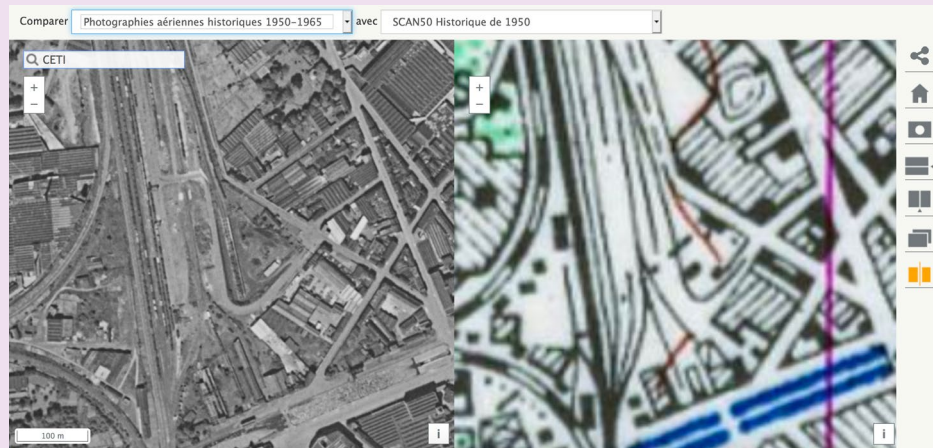 Comparer Photographies aériennes historiques 1950-1965 avec SCAN50 Historique de 1950
CETI
+ +
− −
100 m i i